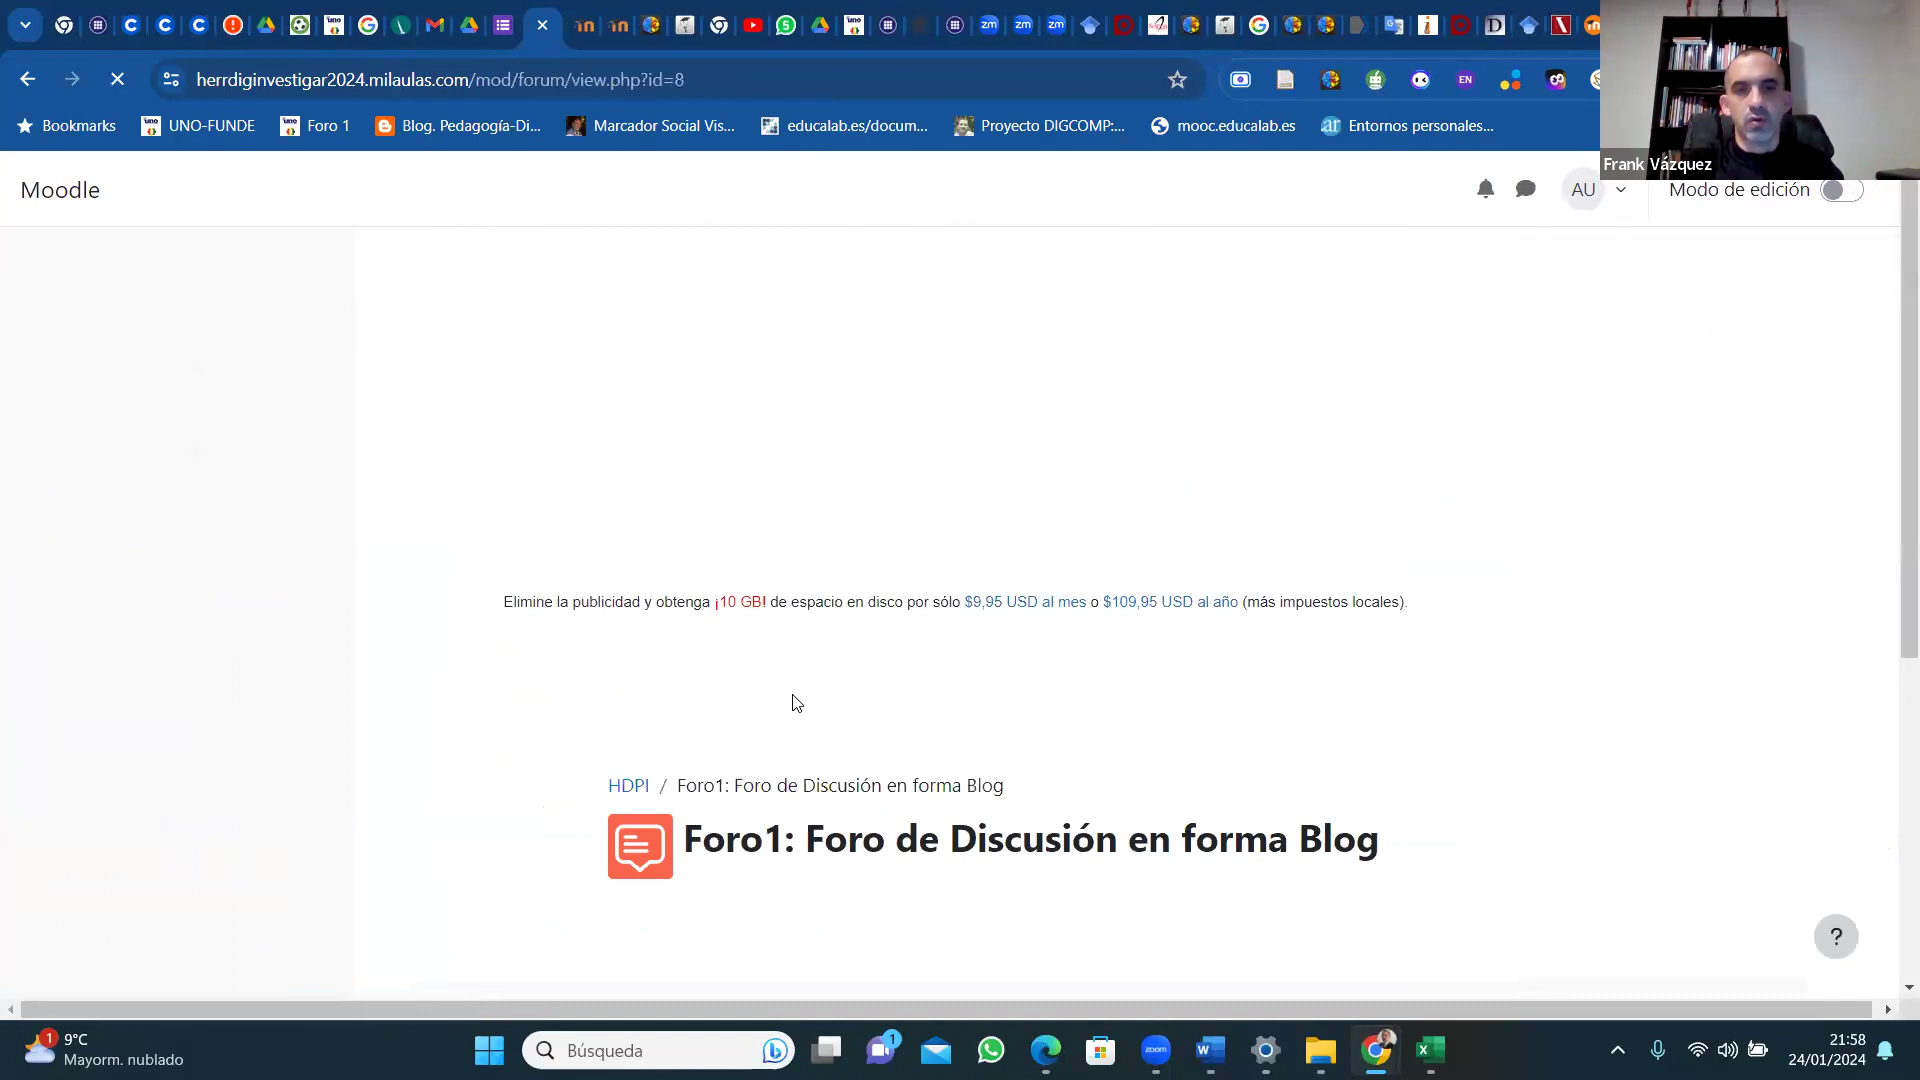 herrdiginvestigar2024.milaulas.com/mod/forum/view.php?id=8
Bookmarks UNO-FUNDE Foro 1 Blog. Pedagogía-Di... Marcador Social Vis... educalab.es/docum... Proyecto DIGCOMP:... mooc.educalab.es Entornos personales...
Frank Vázquez
Moodle AU Modo de edición
Elimine la publicidad y obtenga ¡10 GB! de espacio en disco por sólo $9,95 USD al mes o $109,95 USD al año (más impuestos locales).
HDPI / Foro1: Foro de Discusión en forma Blog
Foro1: Foro de Discusión en forma Blog
?
1 9°C
Mayorm. nublado
Búsqueda
1
zoom
21:58
24/01/2024